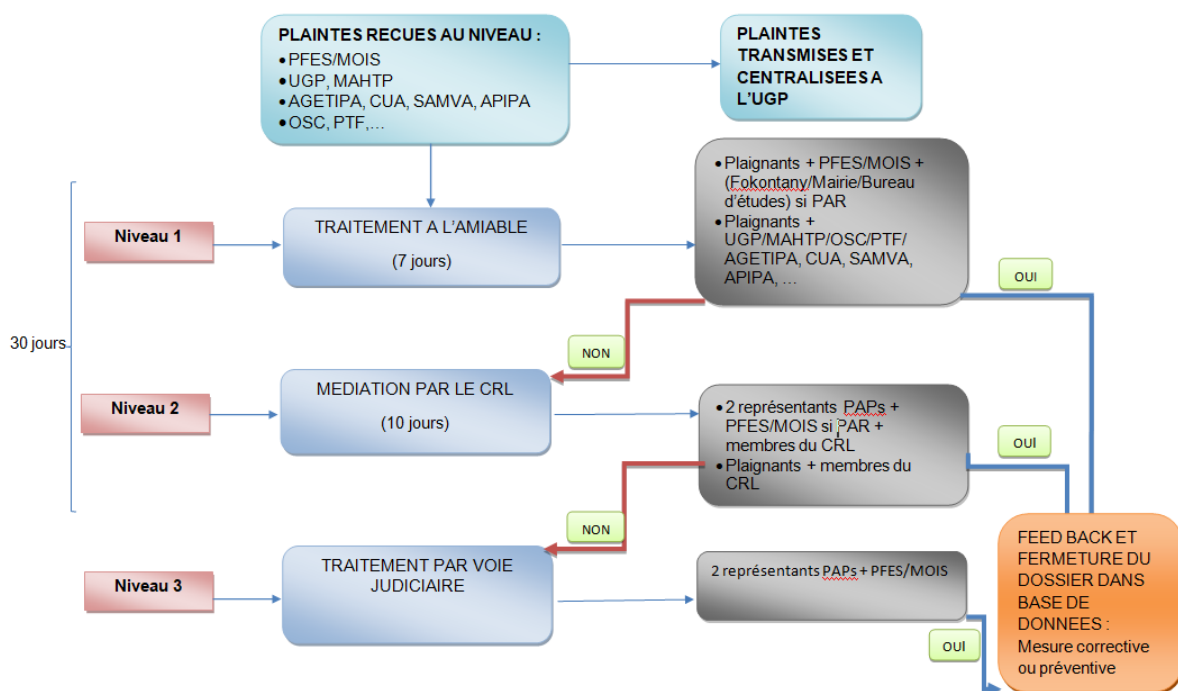 PLAINTES RECUES AU NIVEAU :
•PFES/MOIS
•UGP, MAHTP
•AGETIPA, CUA, SAMVA, APIPA
•OSC, PTF,…
PLAINTES
TRANSMISES ET
CENTRALISEES A
L'UGP
30 jours
Niveau 1
TRAITEMENT A L'AMIABLE
(7 jours)
•Plaignants + PFES/MOIS +
(Fokontany/Mairie/Bureau
d'études) si PAR
•Plaignants +
UGP/MAHTP/OSC/PTF/
AGETIPA, CUA, SAMVA,
APIPA, …
OUI
NON
Niveau 2
MEDIATION PAR LE CRL
(10 jours)
•2 représentants PAPs +
PFES/MOIS si PAR +
membres du CRL
•Plaignants + membres du
CRL
OUI
NON
Niveau 3
TRAITEMENT PAR VOIE
JUDICIAIRE
2 représentants PAPs + PFES/MOIS
OUI
FEED BACK ET
FERMETURE DU
DOSSIER DANS
BASE DE
DONNEES :
Mesure corrective
ou préventive